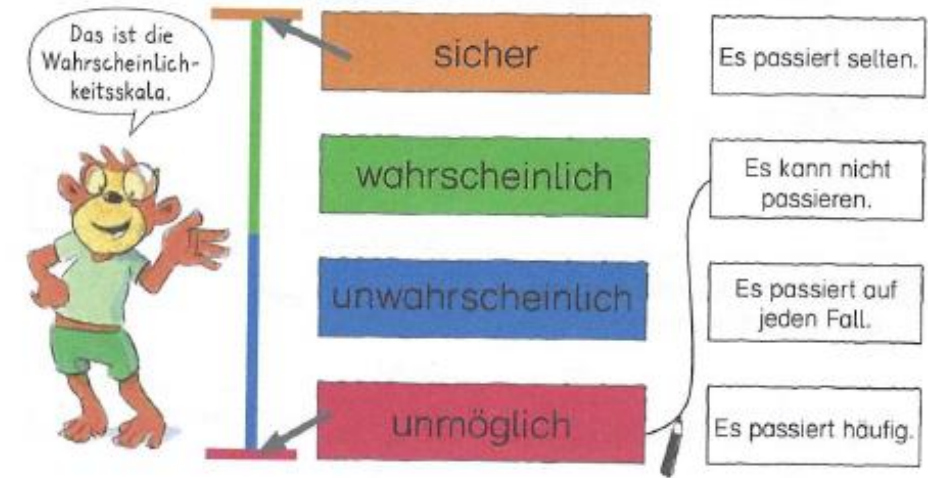 Das ist die
Wahrscheinlich-
keitsskala.
sicher
wahrscheinlich
unwahrscheinlich
unmöglich
Es passiert selten.
Es kann nicht
passieren.
Es passiert auf
jeden Fall.
Es passiert häufig.